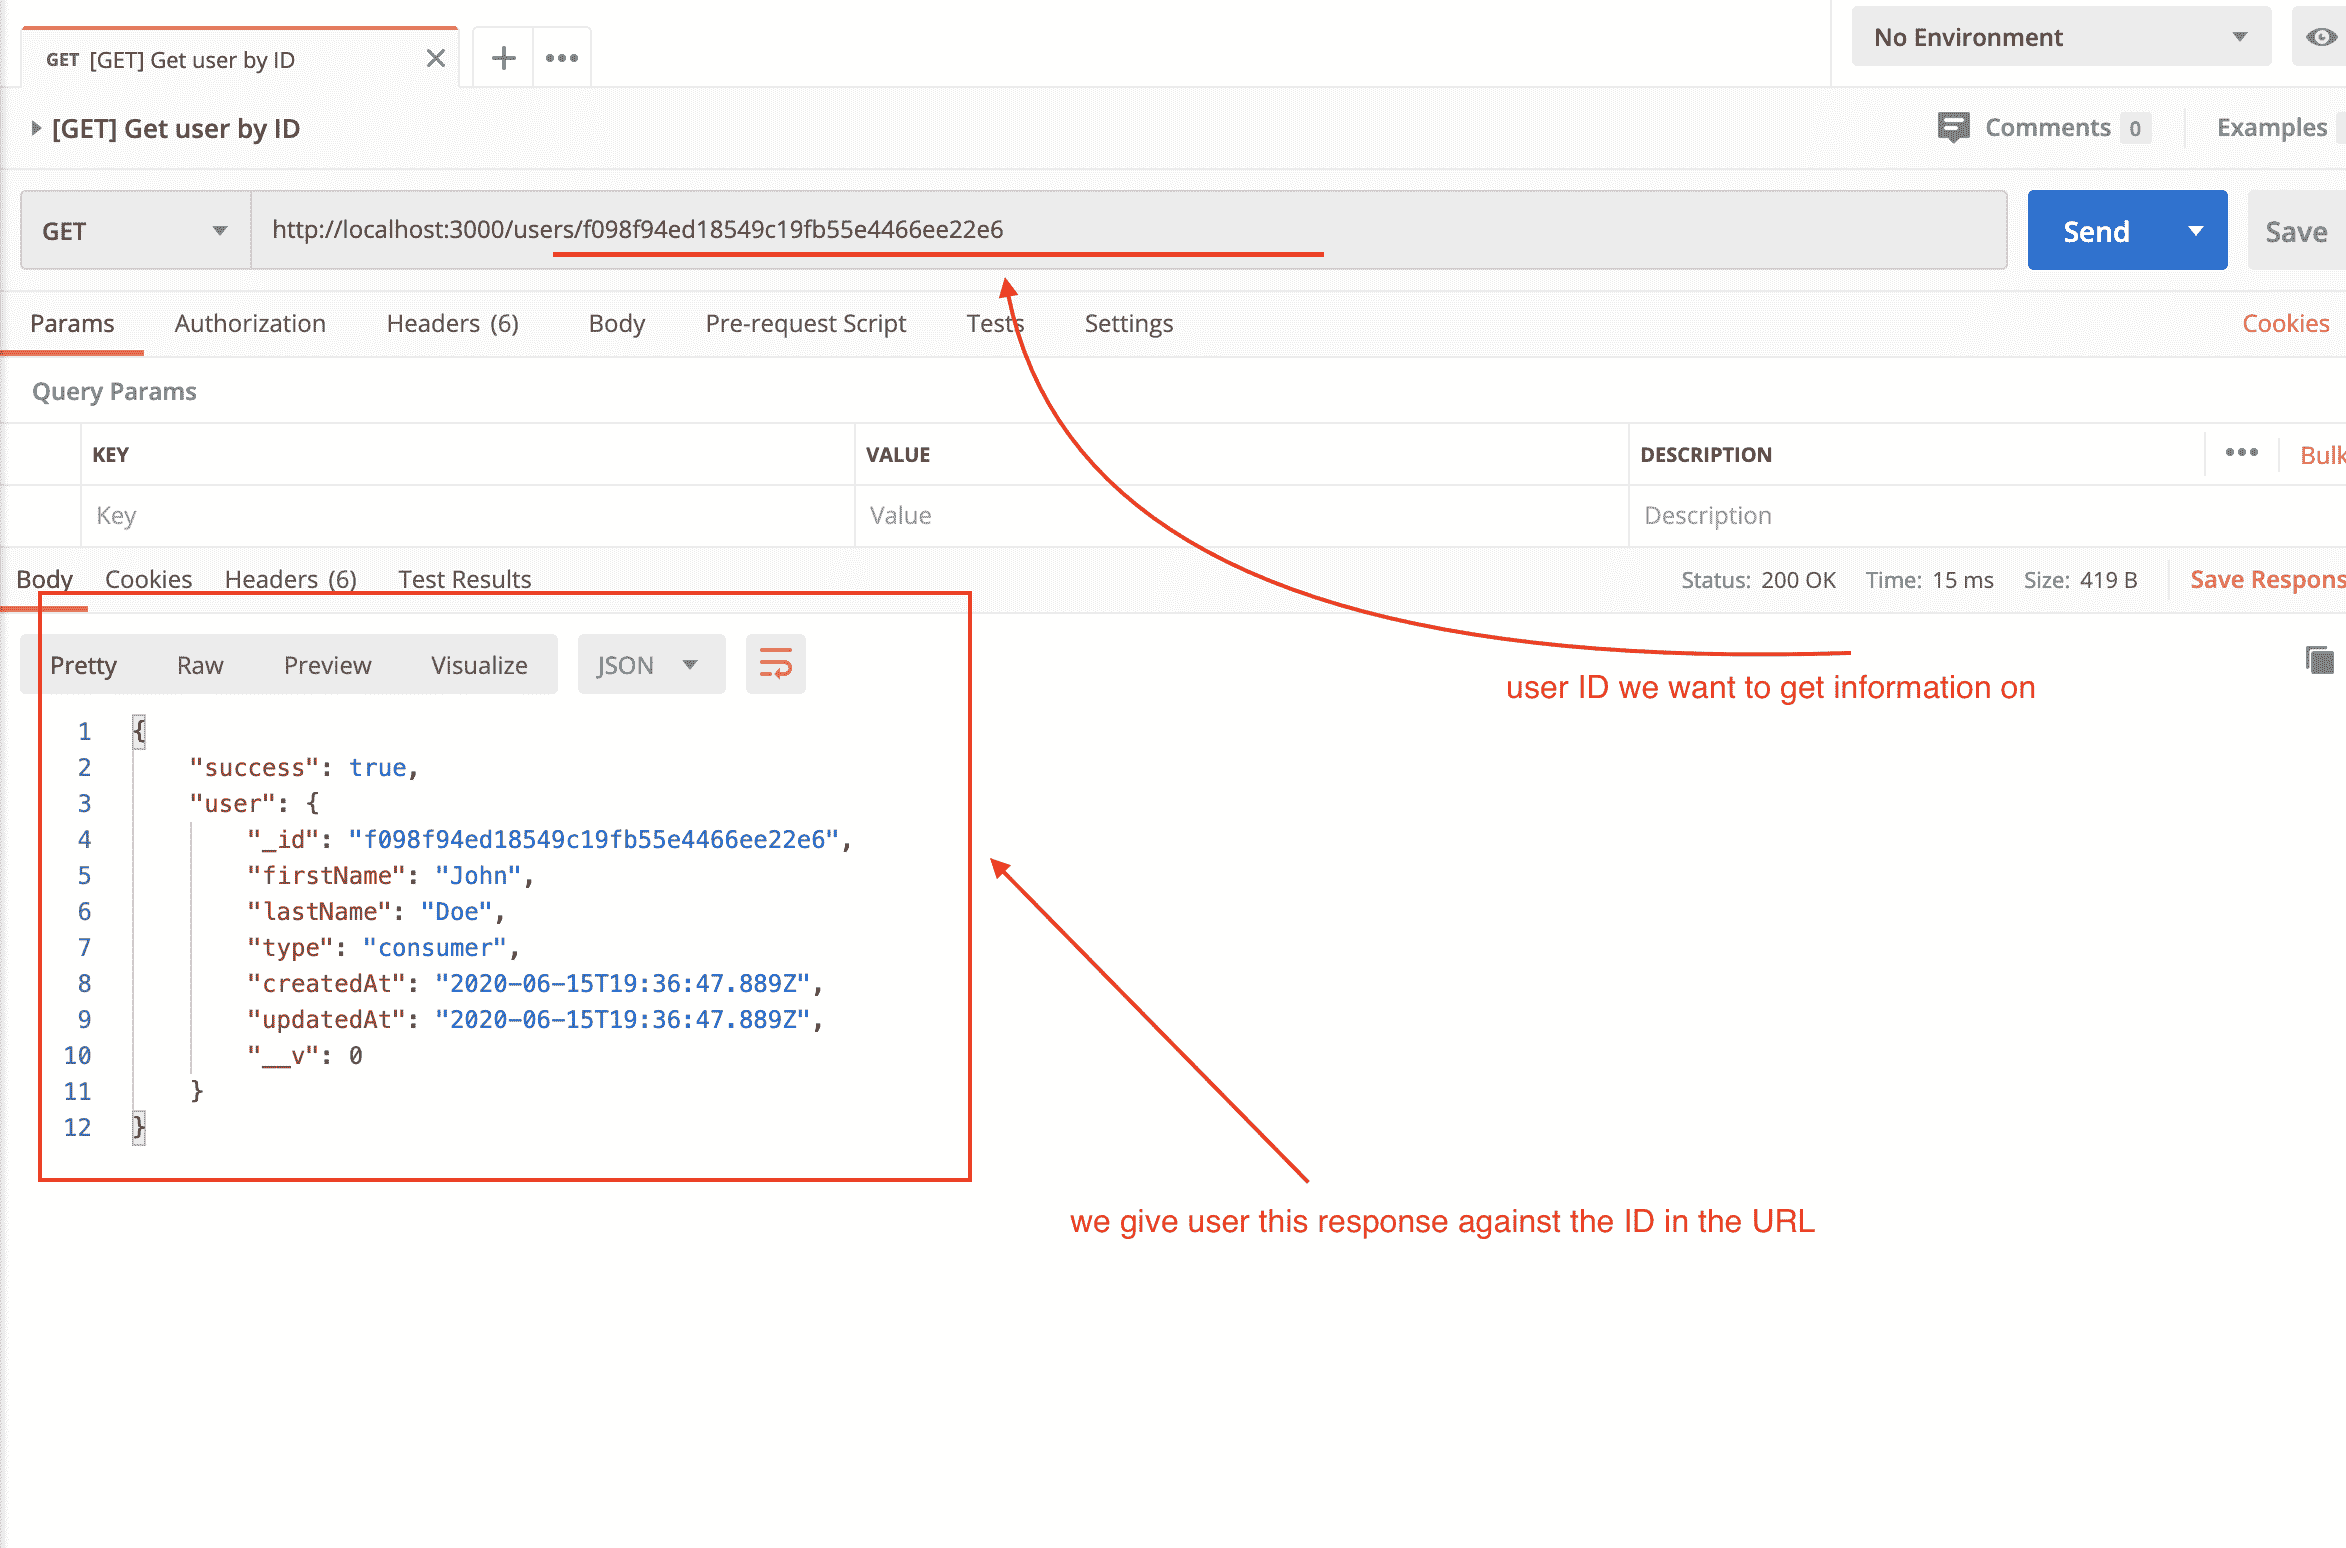 GET [GET] Get user by ID
No Environment
[GET] Get user by ID
Comments 0 Examples
GET http://localhost:3000/users/f098f94ed18549c19fb55e4466ee22e6 Send Save
Params Authorization Headers (6) Body Pre-request Script Tests Settings Cookies
Query Params
KEY VALUE DESCRIPTION Bulk
Key Value Description
Body Cookies Headers (6) Test Results Status: 200 OK Time: 15 ms Size: 419 B Save Respons
Pretty Raw Preview Visualize JSON
user ID we want to get information on
1 {
2 "success": true,
3 "user": {
4 "_id": "f098f94ed18549c19fb55e4466ee22e6",
5 "firstName": "John",
6 "lastName": "Doe",
7 "type": "consumer",
8 "createdAt": "2020-06-15T19:36:47.889Z",
9 "updatedAt": "2020-06-15T19:36:47.889Z",
10 "__v": 0
11 }
12 }
we give user this response against the ID in the URL